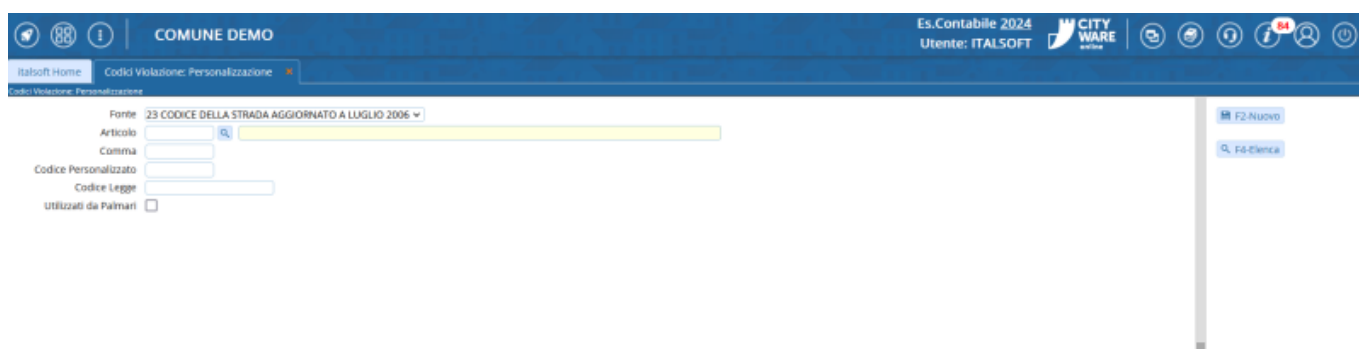 COMUNE DEMO
Es.Contabile 2024
Utente: ITALSOFT
CITY
WARE
online
84
Italsoft Home
Codici Violazione: Personalizzazione
Codici Violazione: Personalizzazione
Fonte 23 CODICE DELLA STRADA AGGIORNATO A LUGLIO 2006
Articolo
Comma
Codice Personalizzato
Codice Legge
Utilizzati da Palmari
F2-Nuovo
F4-Elenca